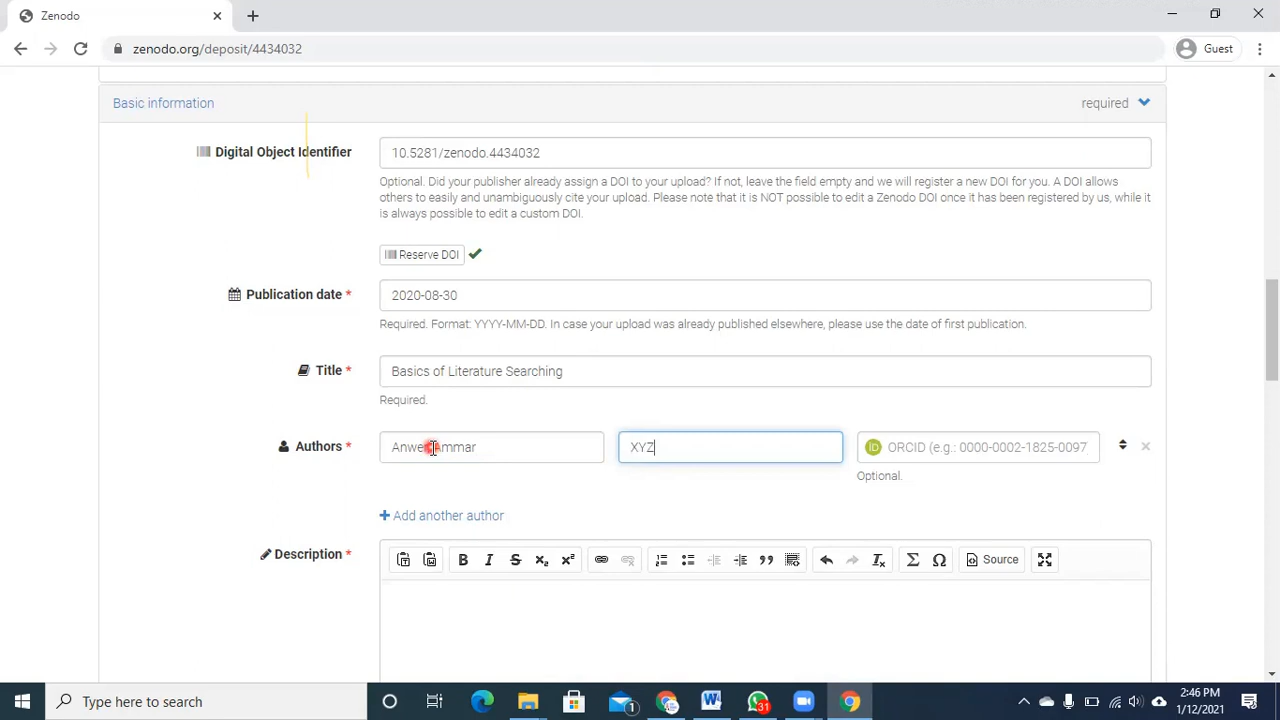 Zenodo
zenodo.org/deposit/4434032
Guest
Basic information
required
Digital Object Identifier
10.5281/zenodo.4434032
Optional. Did your publisher already assign a DOI to your upload? If not, leave the field empty and we will register a new DOI for you. A DOI allows
others to easily and unambiguously cite your upload. Please note that it is NOT possible to edit a Zenodo DOI once it has been registered by us, while it
is always possible to edit a custom DOI.
Reserve DOI
Publication date *
2020-08-30
Required. Format: YYYY-MM-DD. In case your upload was already published elsewhere, please use the date of first publication.
Title *
Basics of Literature Searching
Required.
Authors *
Ammar
XYZ
iD ORCID (e.g.: 0000-0002-1825-0097
Optional.
+ Add another author
Description *
B I S x₂ x² Σ Ω Source
Type here to search
1
31
2:46 PM
1/12/2021